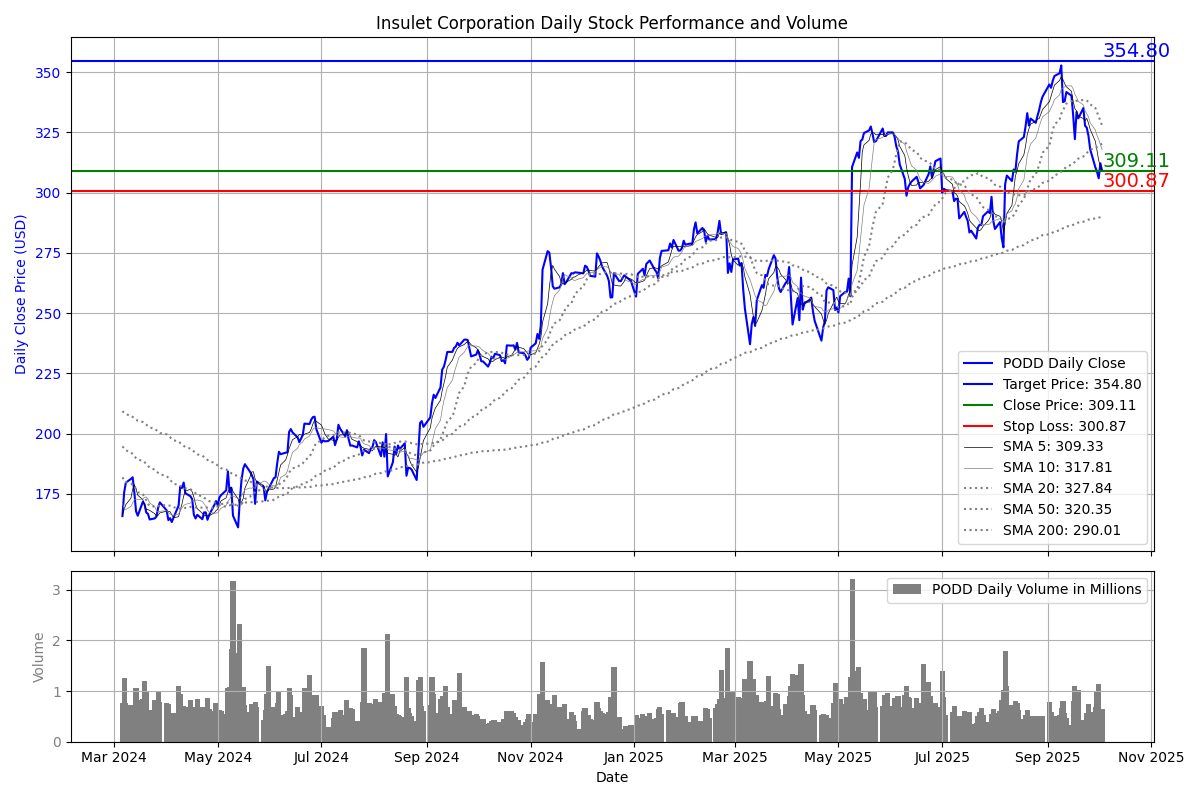 Insulet Corporation Daily Stock Performance and Volume
354.80
350
325
309.11
300.87
300
275
250
225
200
175
Daily Close Price (USD)
PODD Daily Close
Target Price: 354.80
Close Price: 309.11
Stop Loss: 300.87
SMA 5: 309.33
SMA 10: 317.81
SMA 20: 327.84
SMA 50: 320.35
SMA 200: 290.01
3
2
1
0
Volume
PODD Daily Volume in Millions
Mar 2024 May 2024 Jul 2024 Sep 2024 Nov 2024 Jan 2025 Mar 2025 May 2025 Jul 2025 Sep 2025 Nov 2025
Date